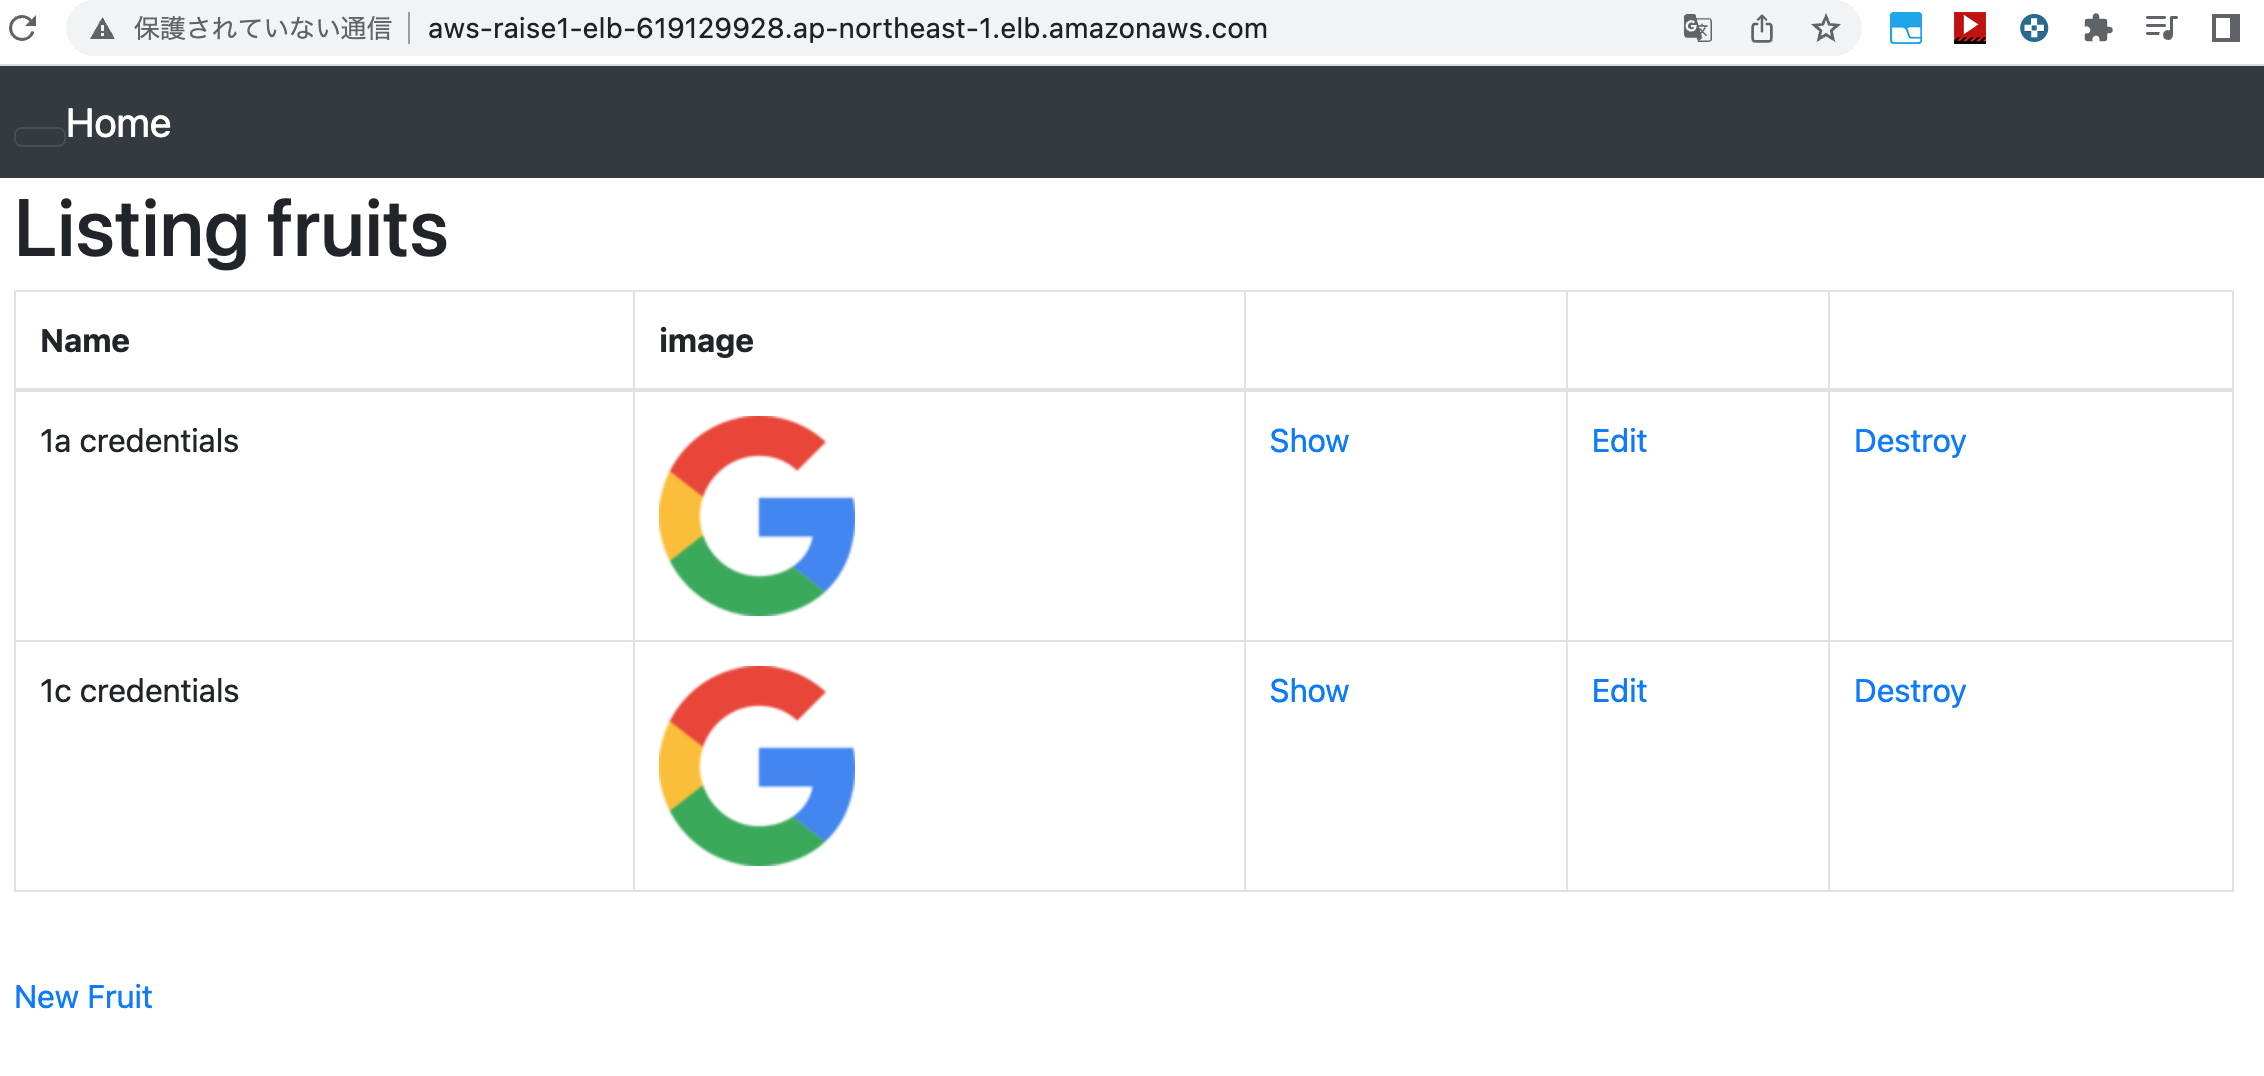 保護されていない通信 aws-raise1-elb-619129928.ap-northeast-1.elb.amazonaws.com
Home
Listing fruits
Name image
1a credentials Show Edit Destroy
1c credentials Show Edit Destroy
New Fruit